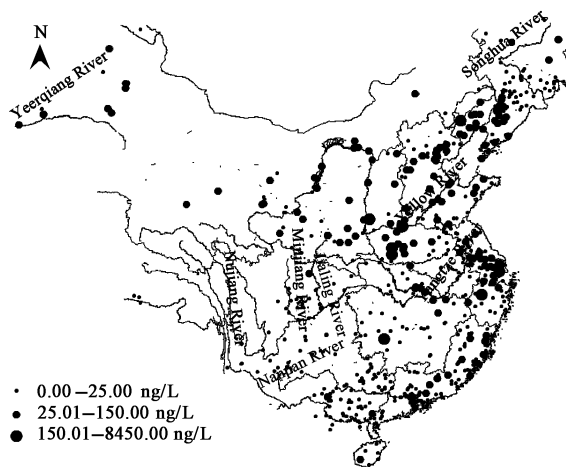 N
Songhua River
Yeerqiang River
Yellow River
Yangtze River
Nujiang River
Minjiang River
Jialing River
Nanpan River
0.00–25.00 ng/L
25.01–150.00 ng/L
150.01–8450.00 ng/L